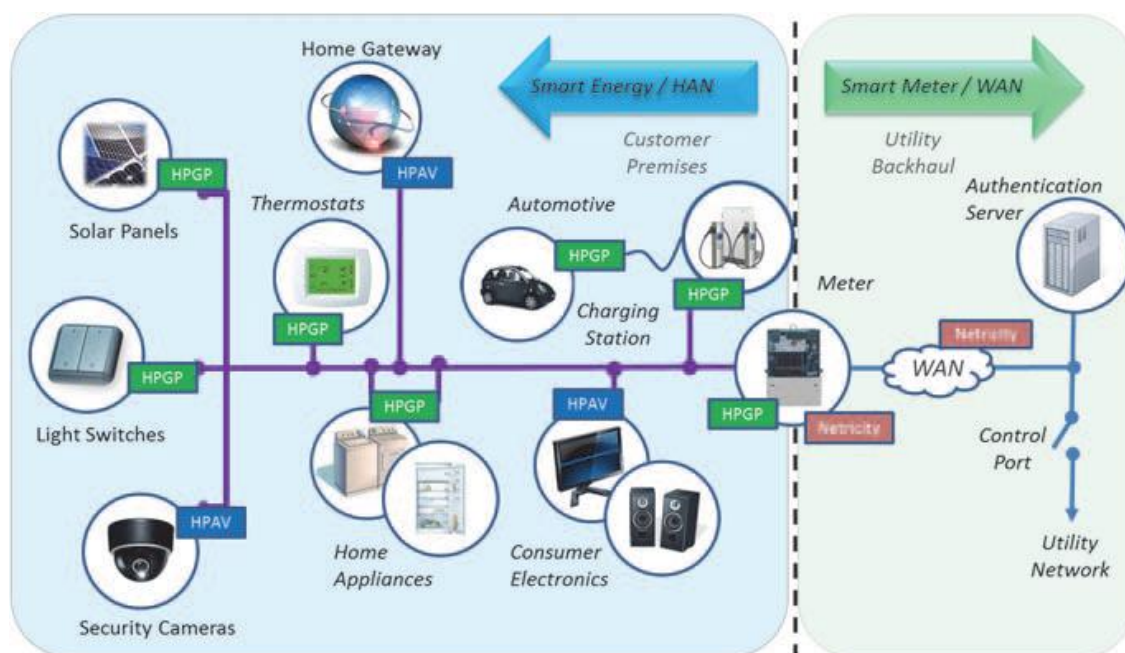 Home Gateway
Smart Energy / HAN
Smart Meter / WAN
Customer
Premises
Utility
Backhaul
HPAV
HPGP
Solar Panels
Thermostats
HPGP
Automotive
HPGP
HPGP
Charging
Station
Authentication
Server
Meter
HPGP
Light Switches
HPGP
HPAV
HPGP
Netricity
WAN
Netricity
Control
Port
HPAV
Security Cameras
Home
Appliances
Consumer
Electronics
Utility
Network